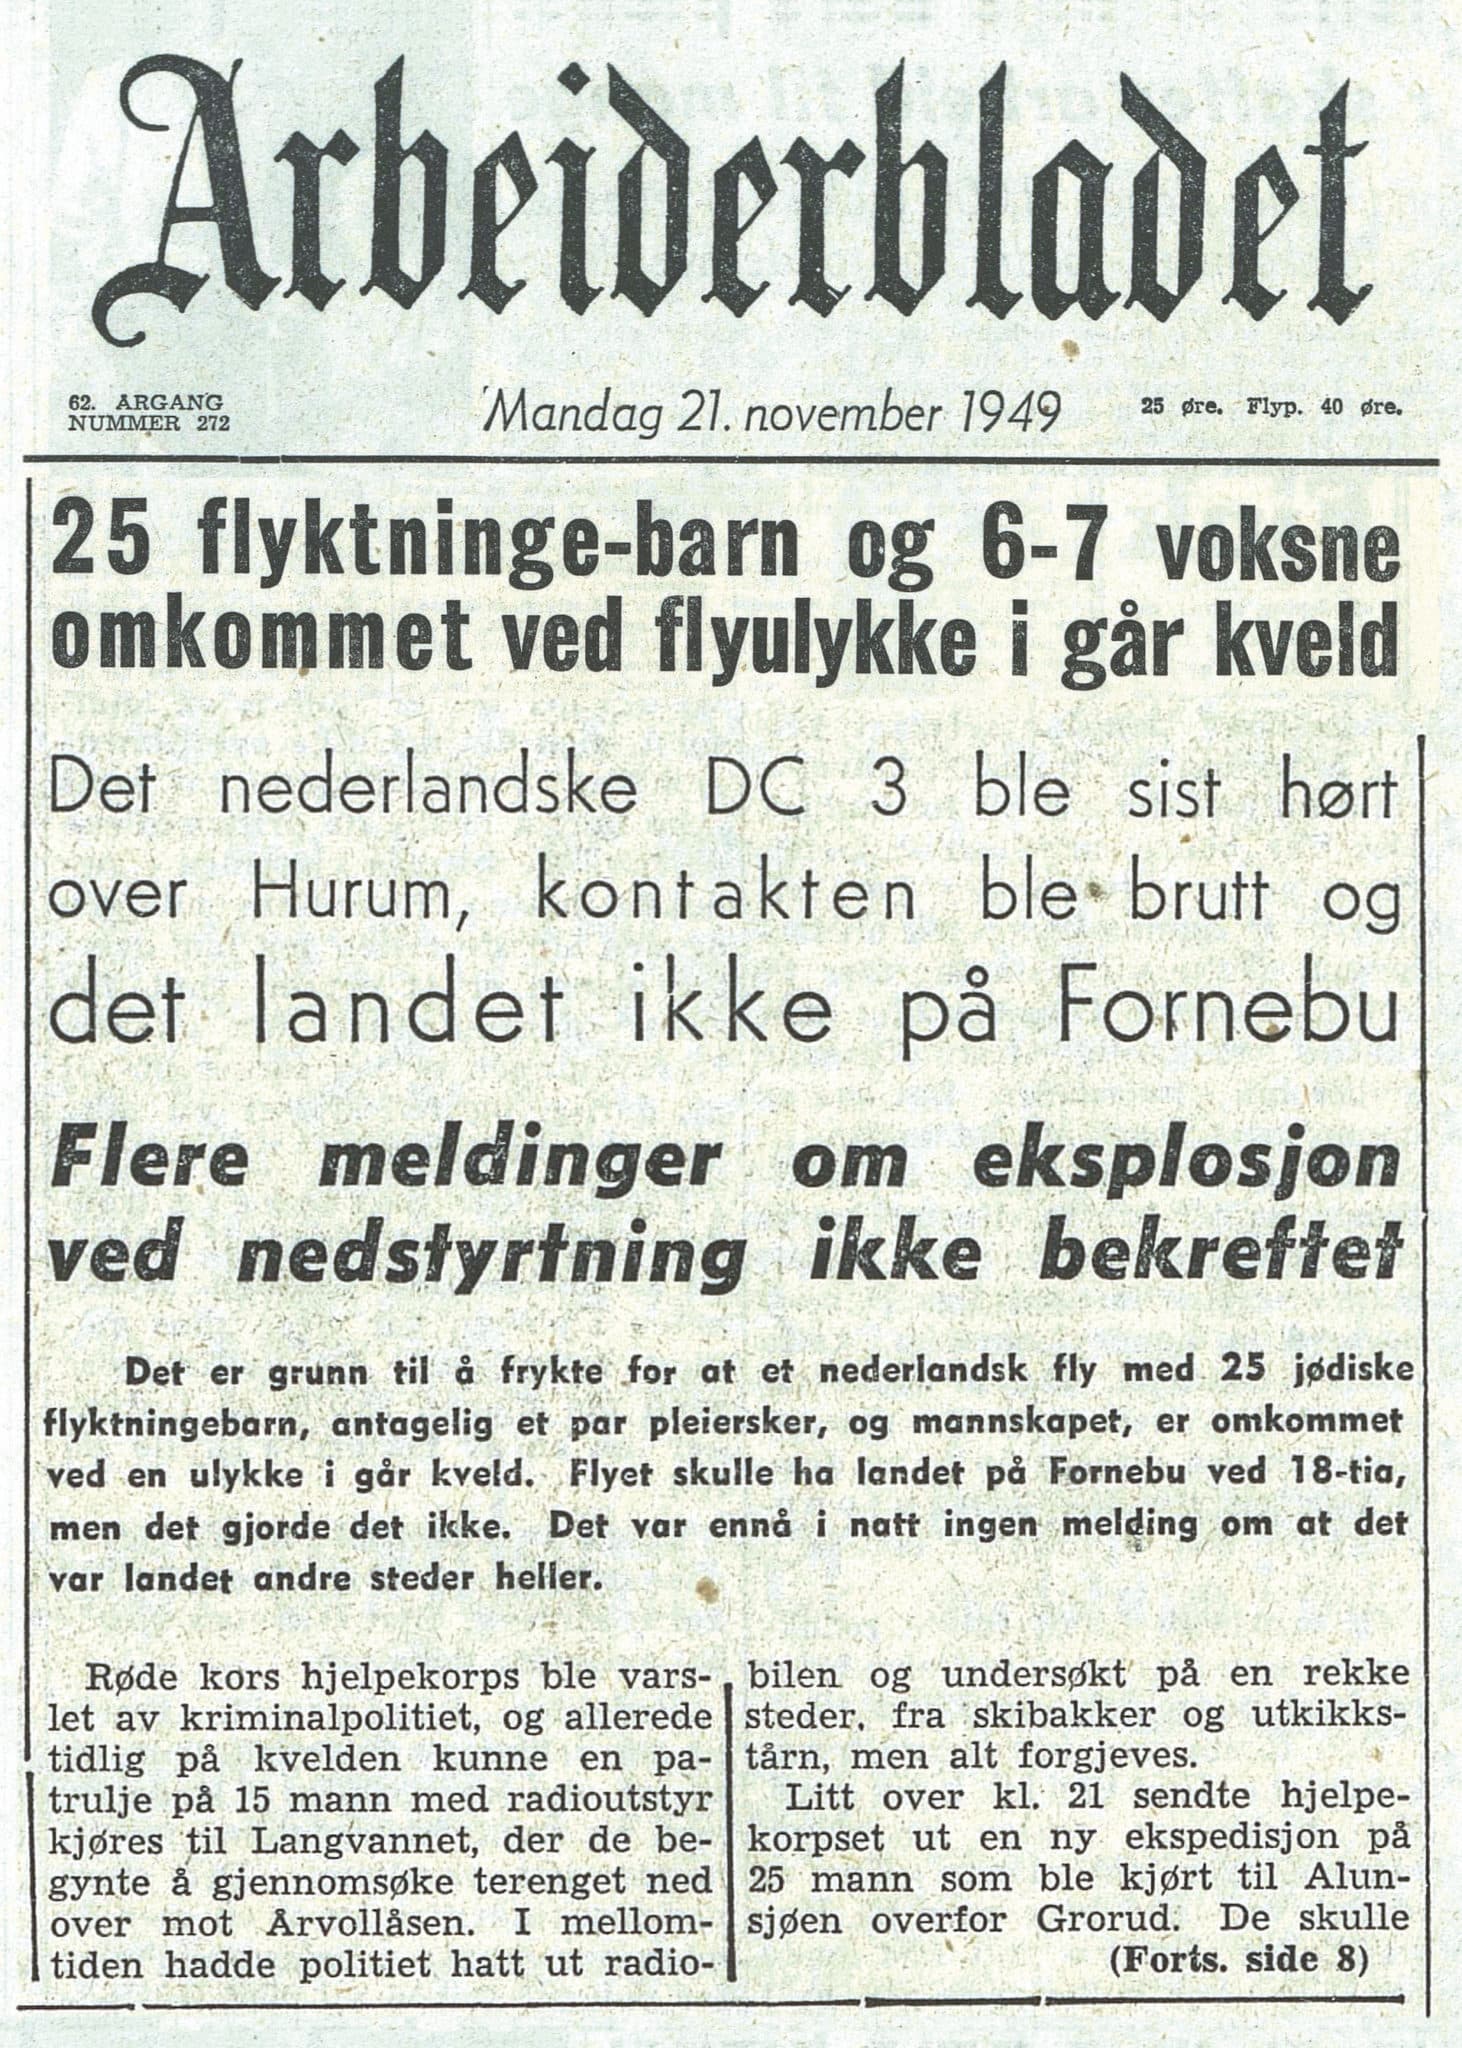 Arbeiderbladet
62. ARGANG
NUMMER 272
Mandag 21. november 1949
25 øre. Flyp. 40 øre.
25 flyktninge-barn og 6-7 voksne
omkommet ved flyulykke i går kveld
Det nederlandske DC 3 ble sist hørt
over Hurum, kontakten ble brutt og
det landet ikke på Fornebu
Flere meldinger om eksplosjon
ved nedstyrtning ikke bekreftet
Det er grunn til å frykte for at et nederlandsk fly med 25 jødiske
flyktningebarn, antagelig et par pleiersker, og mannskapet, er omkommet
ved en ulykke i går kveld. Flyet skulle ha landet på Fornebu ved 18-tia,
men det gjorde det ikke. Det var ennå i natt ingen melding om at det
var landet andre steder heller.
Røde kors hjelpekorps ble vars-
let av kriminalpolitiet, og allerede
tidlig på kvelden kunne en pa-
trulje på 15 mann med radioutstyr
kjøres til Langvannet, der de be-
gynte å gjennomsøke terenget ned
over mot Årvollåsen. I mellom-
tiden hadde politiet hatt ut radio-
bilen og undersøkt på en rekke
steder, fra skibakker og utkikks-
tårn, men alt forgjeves.
Litt over kl. 21 sendte hjelpe-
korpset ut en ny ekspedisjon på
25 mann som ble kjørt til Alun-
sjøen overfor Grorud. De skulle
(Forts. side 8)